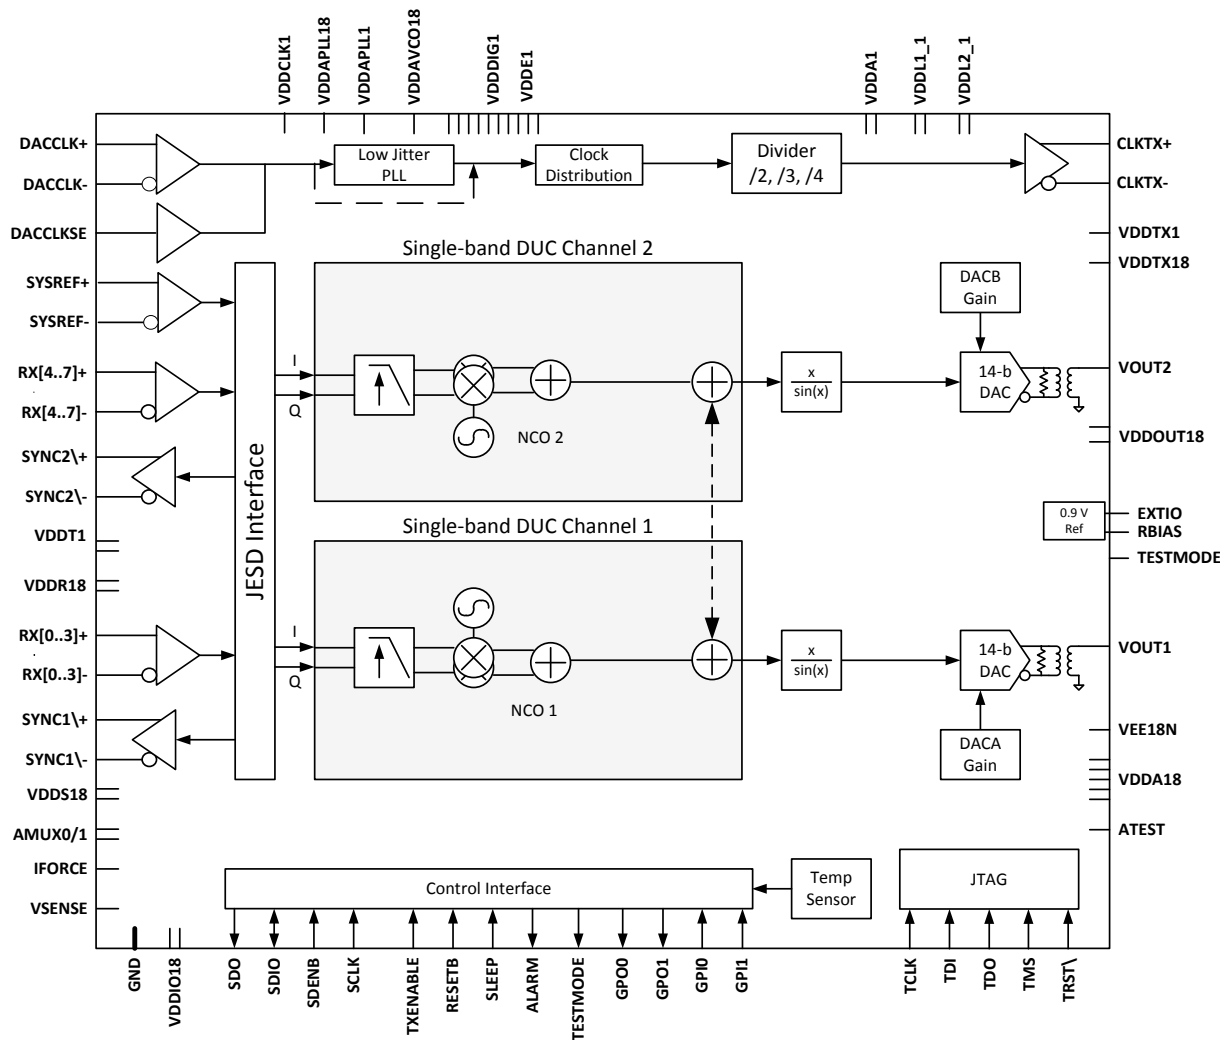 VDDCLK1
VDDAPLL18
VDDAPLL1
VDDAVCO18
VDDDIG1
VDDE1
VDDA1
VDDL1_1
VDDL2_1
DACCLK+
DACCLK-
DACCLKSE
Low Jitter
PLL
Clock
Distribution
Divider
/2, /3, /4
CLKTX+
CLKTX-
VDDTX1
VDDTX18
SYSREF+
SYSREF-
RX[4..7]+
RX[4..7]-
SYNC2\+
SYNC2\-
VDDT1
VDDR18
RX[0..3]+
RX[0..3]-
SYNC1\+
SYNC1\-
VDDS18
AMUX0/1
IFORCE
VSENSE
JESD Interface
Single-band DUC Channel 2
I
Q
NCO 2
x
sin(x)
DACB
Gain
14-b
DAC
VOUT2
VDDOUT18
0.9 V
Ref
EXTIO
RBIAS
TESTMODE
Single-band DUC Channel 1
I
Q
NCO 1
x
sin(x)
14-b
DAC
DACA
Gain
VOUT1
VEE18N
VDDA18
ATEST
Control Interface
Temp
Sensor
JTAG
GND
VDDIO18
SDO
SDIO
SDENB
SCLK
TXENABLE
RESETB
SLEEP
ALARM
TESTMODE
GPO0
GPO1
GPI0
GPI1
TCLK
TDI
TDO
TMS
TRST\